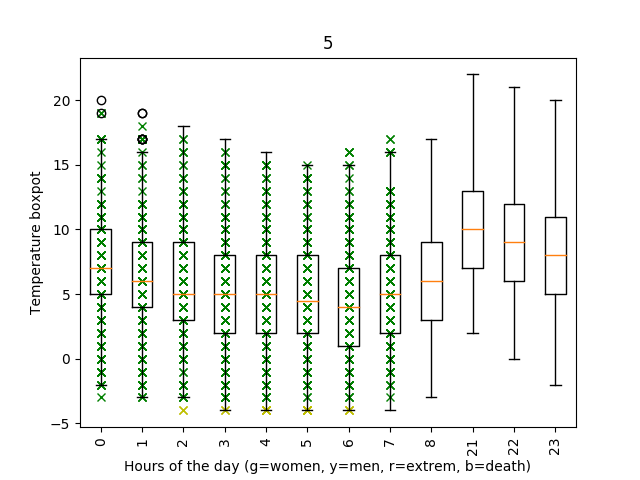 5
20
15
10
5
0
−5
Temperature boxpot
0 1 2 3 4 5 6 7 8 21 22 23
Hours of the day (g=women, y=men, r=extrem, b=death)